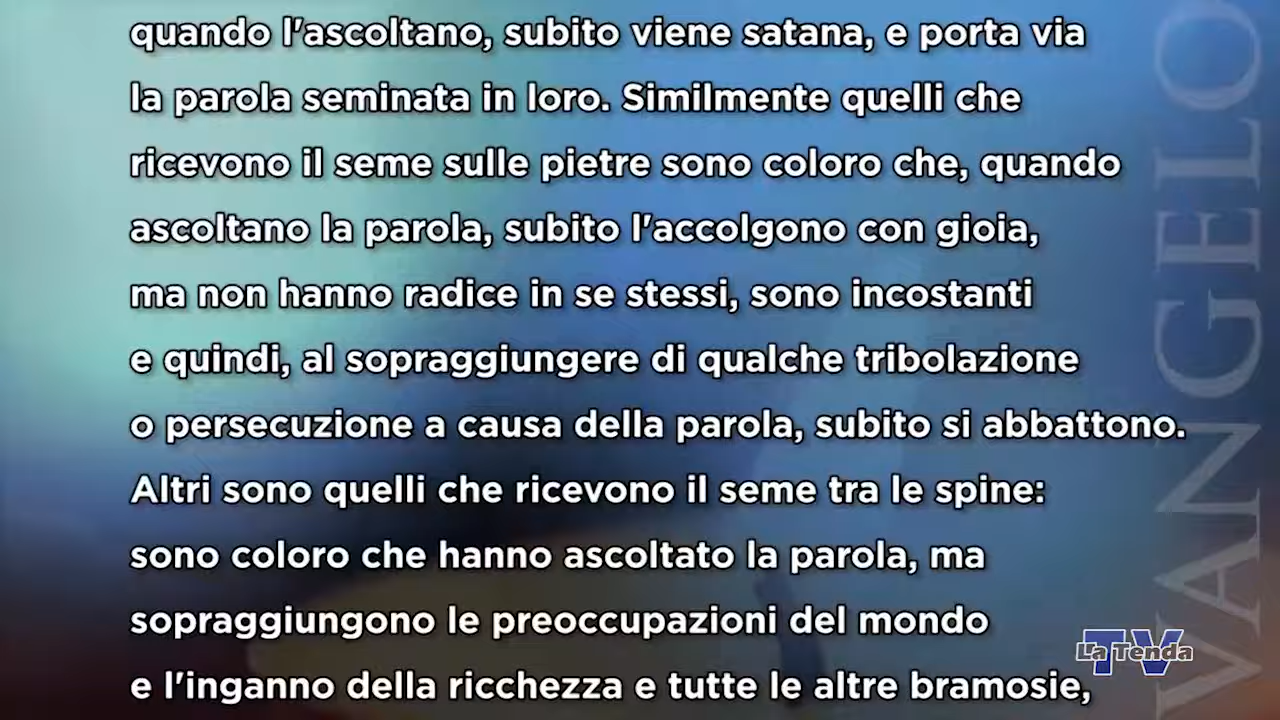 quando l'ascoltano, subito viene satana, e porta via
la parola seminata in loro. Similmente quelli che
ricevono il seme sulle pietre sono coloro che, quando
ascoltano la parola, subito l'accolgono con gioia,
ma non hanno radice in se stessi, sono incostanti
e quindi, al sopraggiungere di qualche tribolazione
o persecuzione a causa della parola, subito si abbattono.
Altri sono quelli che ricevono il seme tra le spine:
sono coloro che hanno ascoltato la parola, ma
sopraggiungono le preoccupazioni del mondo
e l'inganno della ricchezza e tutte le altre bramosie,
VANGELO
TV
La Tenda